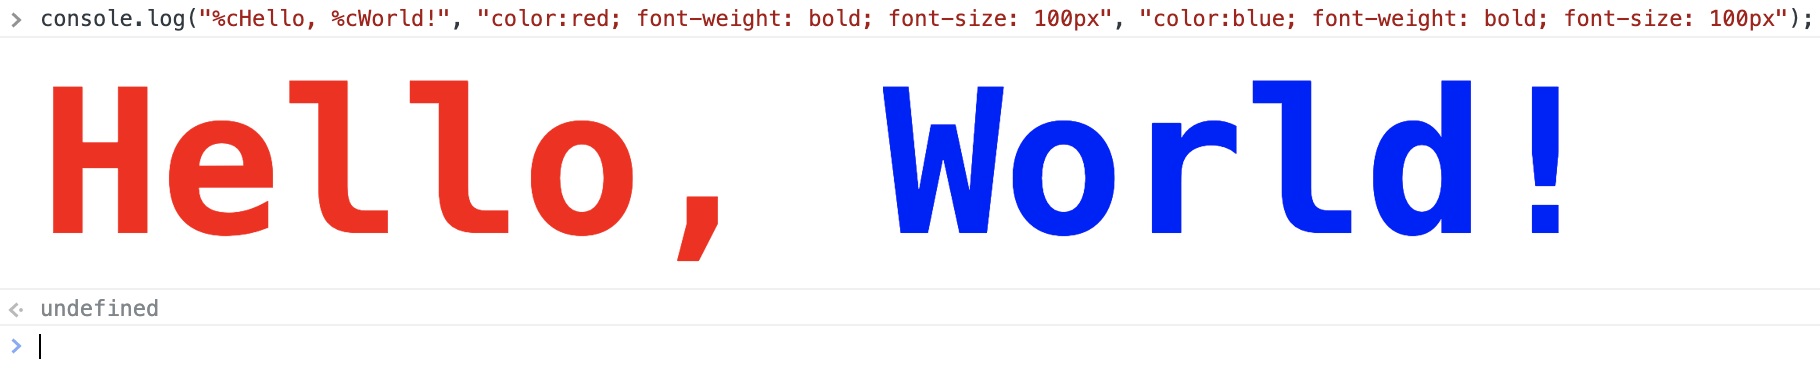 console.log("%cHello, %cWorld!", "color:red; font-weight: bold; font-size: 100px", "color:blue; font-weight: bold; font-size: 100px");
Hello, World!
undefined